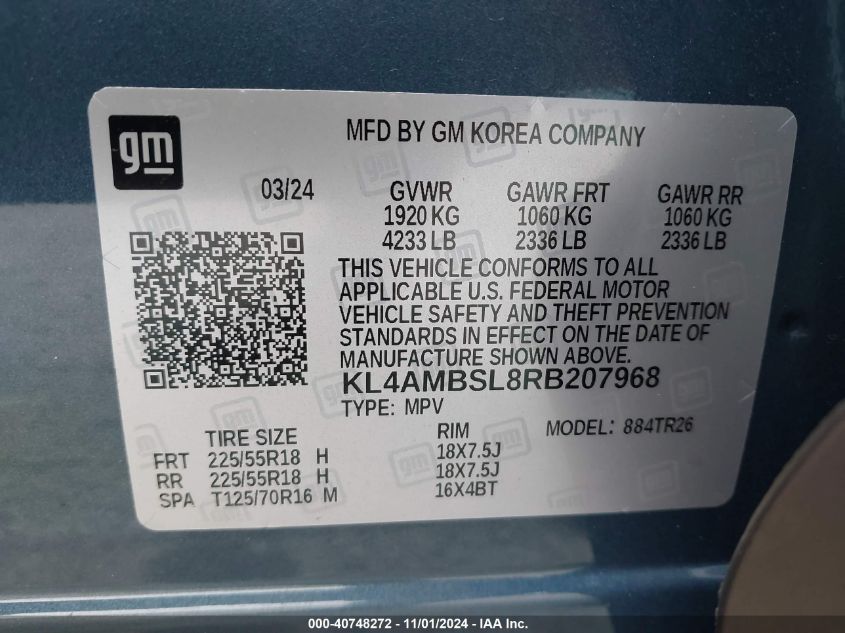 gm
MFD BY GM KOREA COMPANY
03/24
GVWR GAWR FRT GAWR RR
1920 KG 1060 KG 1060 KG
4233 LB 2336 LB 2336 LB
THIS VEHICLE CONFORMS TO ALL
APPLICABLE U.S. FEDERAL MOTOR
VEHICLE SAFETY AND THEFT PREVENTION
STANDARDS IN EFFECT ON THE DATE OF
MANUFACTURE SHOWN ABOVE.
KL4AMBSL8RB207968
TYPE: MPV
MODEL: 884TR26
TIRE SIZE RIM
FRT 225/55R18 H 18X7.5J
RR 225/55R18 H 18X7.5J
SPA T125/70R16 M 16X4BT
000-40748272 - 11/01/2024 - IAA Inc.